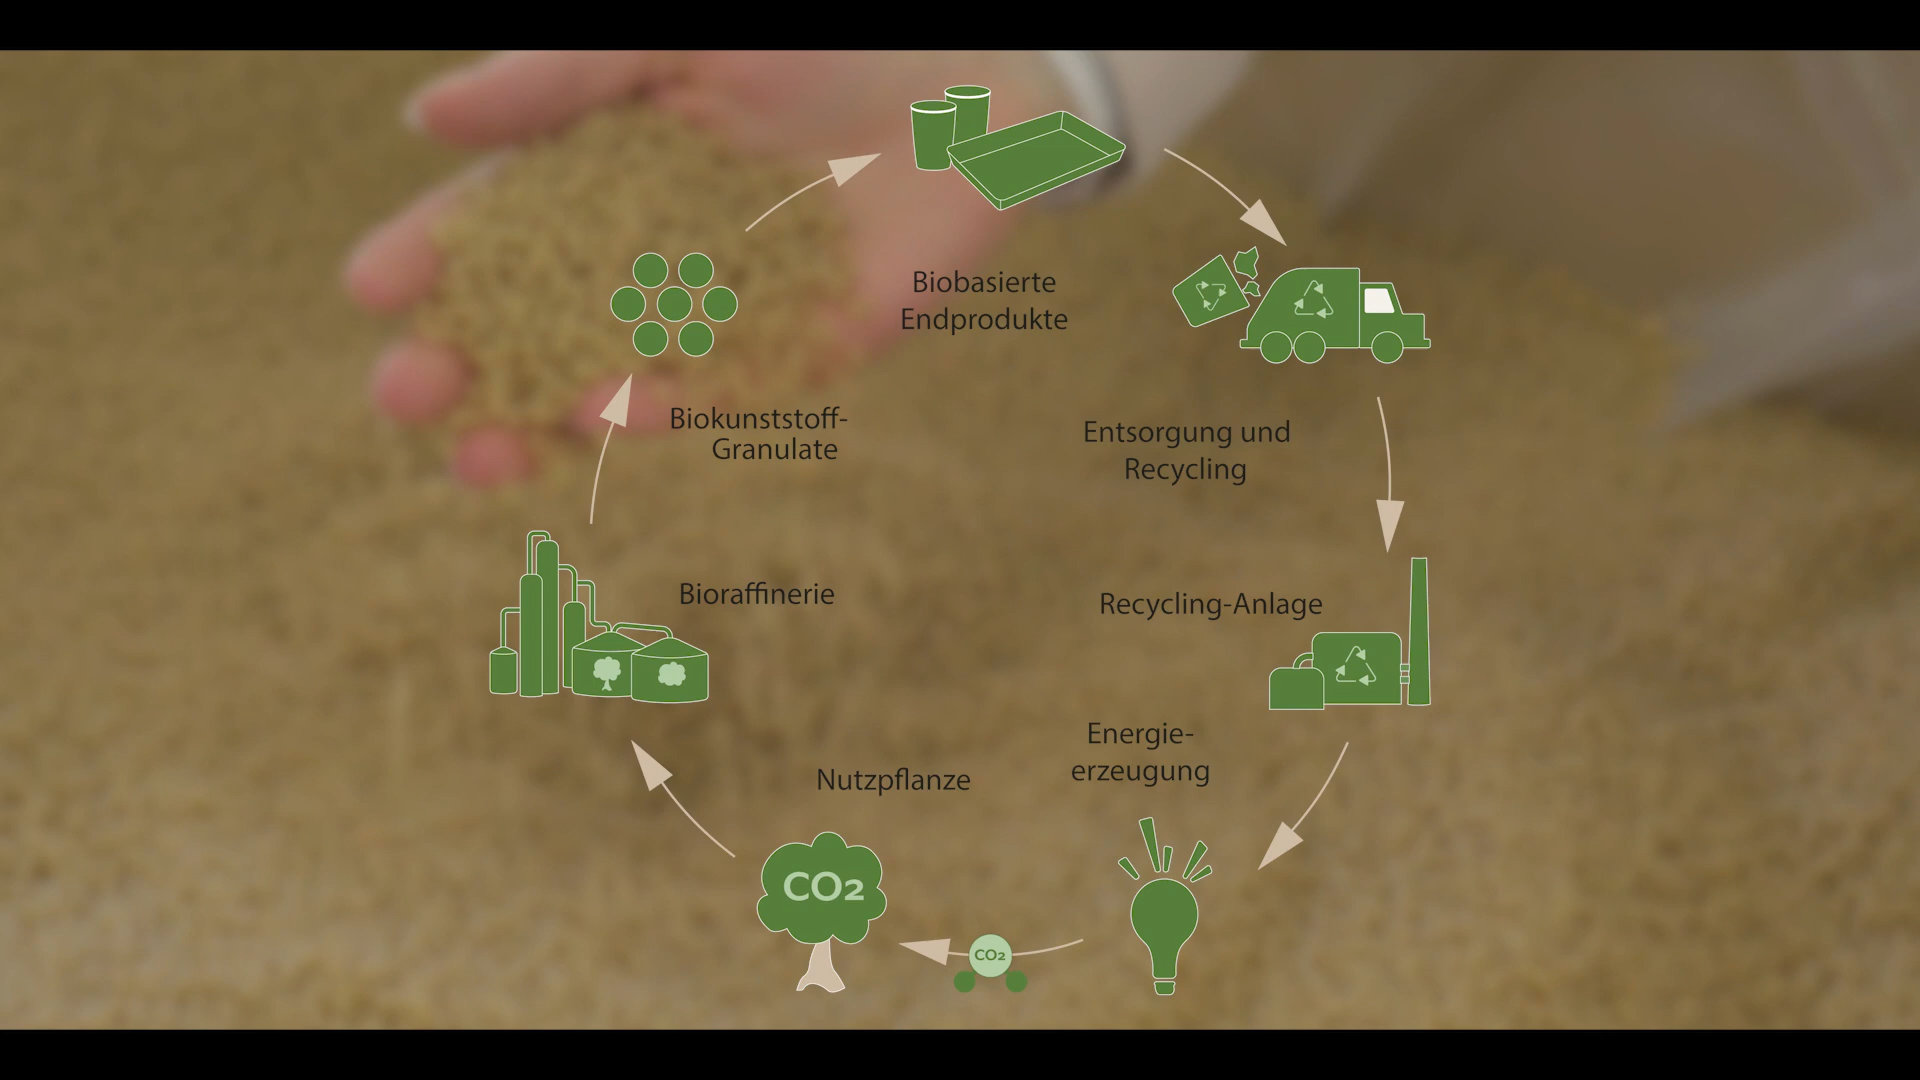 Biobasierte
Endprodukte
Biokunststoff-
Granulate
Entsorgung und
Recycling
Bioraffinerie
Recycling-Anlage
Energie-
erzeugung
Nutzpflanze
CO2
CO2